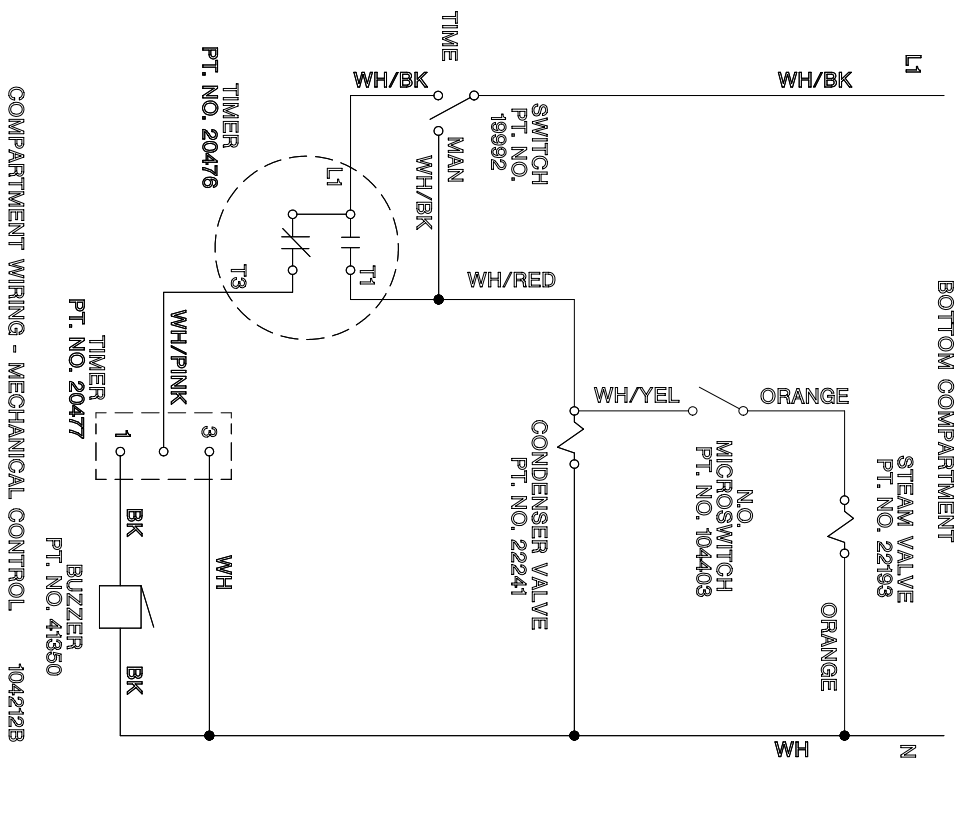 TIME
WH/BK
WH/BK
L1
TIMER
PT. NO. 20476
SWITCH
PT. NO.
19992
MAN
WH/BK
L1
T3
T1
WH/RED
BOTTOM COMPARTMENT
WH/PINK
TIMER
PT. NO. 20477
WH/YEL
ORANGE
1
3
CONDENSER VALVE
PT. NO. 22241
N.O.
MICROSWITCH
PT. NO. 104403
STEAM VALVE
PT. NO. 22193
BK
WH
BUZZER
PT. NO. 41350
ORANGE
BK
WH
N
COMPARTMENT WIRING - MECHANICAL CONTROL 104212B